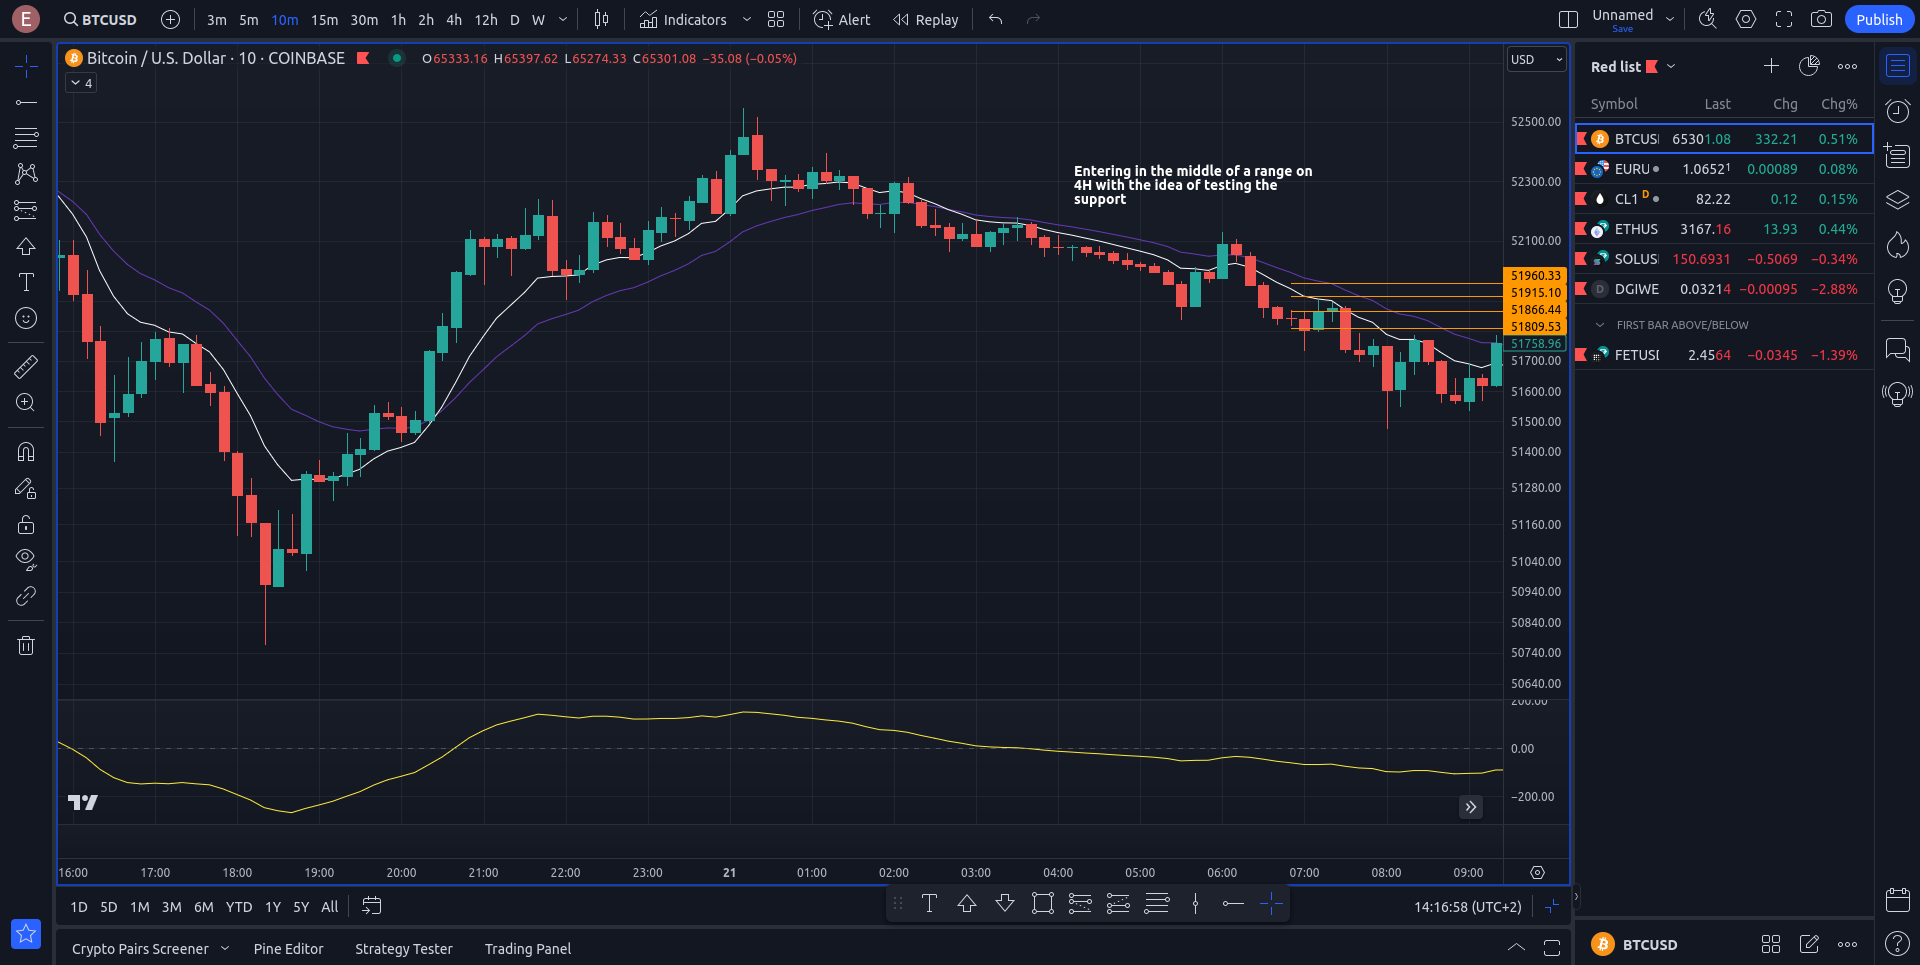 E
BTCUSD
3m 5m 10m 15m 30m 1h 2h 4h 12h D W
Indicators
Alert
Replay
Unnamed
Save
Publish
Bitcoin / U.S. Dollar · 10 · COINBASE
O65333.16 H65397.62 L65274.33 C65301.08 −35.08 (−0.05%)
4
USD
Entering in the middle of a range on
4H with the idea of testing the
support
52500.00
52300.00
52100.00
51960.33
51915.10
51866.44
51809.53
51758.96
51700.00
51600.00
51500.00
51400.00
51280.00
51160.00
51040.00
50940.00
50840.00
50740.00
50640.00
200.00
0.00
−200.00
16:00 17:00 18:00 19:00 20:00 21:00 22:00 23:00 21 01:00 02:00 03:00 04:00 05:00 06:00 07:00 08:00 09:00
1D 5D 1M 3M 6M YTD 1Y 5Y All
14:16:58 (UTC+2)
Crypto Pairs Screener
Pine Editor
Strategy Tester
Trading Panel
Red list
Symbol Last Chg Chg%
BTCUSI 65301.08 332.21 0.51%
EURU 1.06521 0.00089 0.08%
CL1 D 82.22 0.12 0.15%
ETHUS 3167.16 13.93 0.44%
SOLUS 150.6931 −0.5069 −0.34%
D DGIWE 0.03214 −0.00095 −2.88%
FIRST BAR ABOVE/BELOW
FETUSI 2.4564 −0.0345 −1.39%
BTCUSD